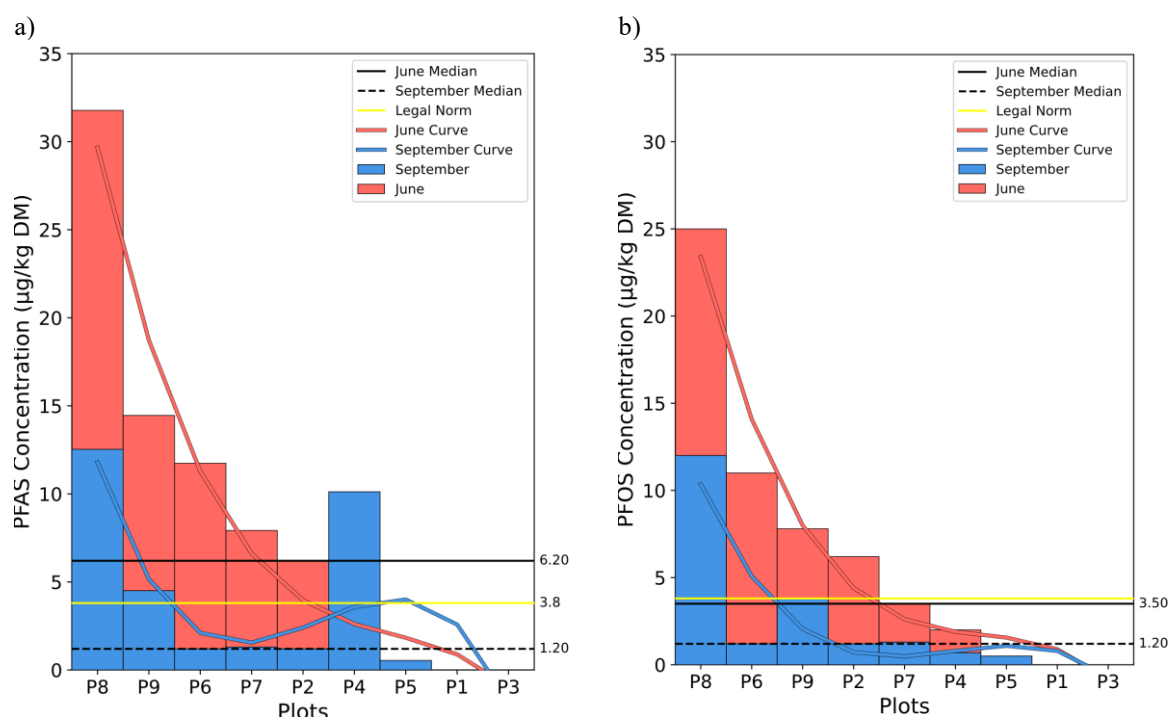 a)
35
30
25
20
15
10
5
0
PFAS Concentration (µg/kg DM)
June Median
September Median
Legal Norm
June Curve
September Curve
September
June
6.20
3.8
1.20
P8 P9 P6 P7 P2 P4 P5 P1 P3
Plots
b)
35
30
25
20
15
10
5
0
PFOS Concentration (µg/kg DM)
June Median
September Median
Legal Norm
June Curve
September Curve
September
June
3.50
1.20
P8 P6 P9 P2 P7 P4 P5 P1 P3
Plots